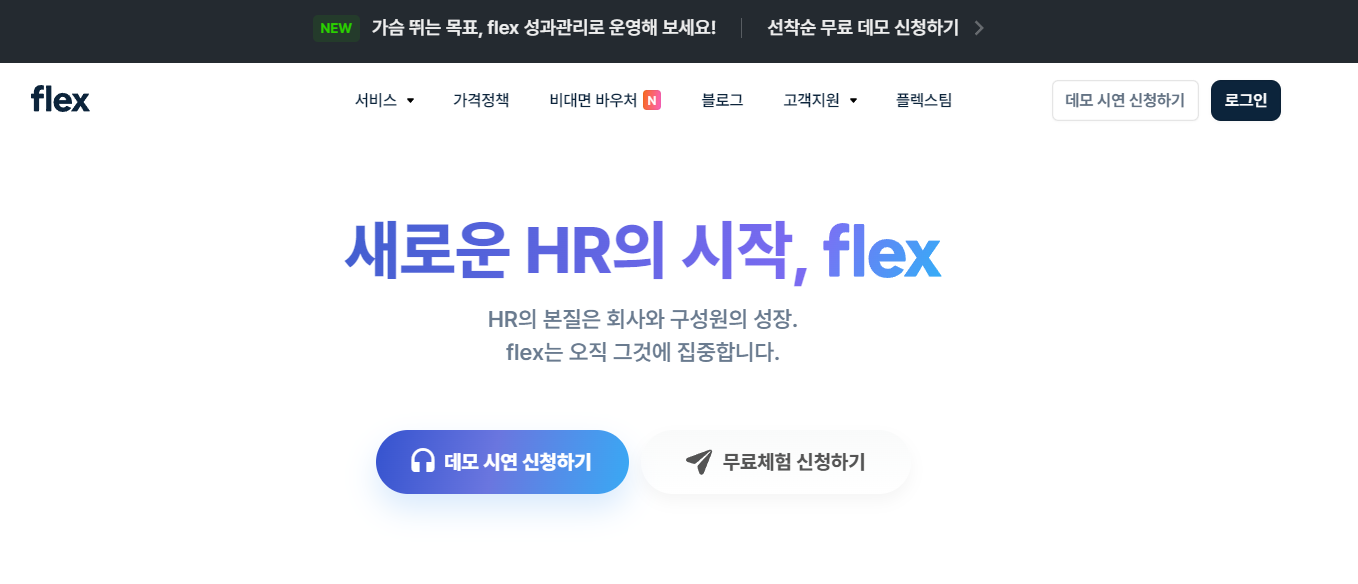 NEW 가슴 뛰는 목표, flex 성과관리로 운영해 보세요! 선착순 무료 데모 신청하기
flex 서비스 가격정책 비대면 바우처 N 블로그 고객지원 플렉스팀 데모 시연 신청하기 로그인
새로운 HR의 시작, flex
HR의 본질은 회사와 구성원의 성장.
flex는 오직 그것에 집중합니다.
데모 시연 신청하기 무료체험 신청하기